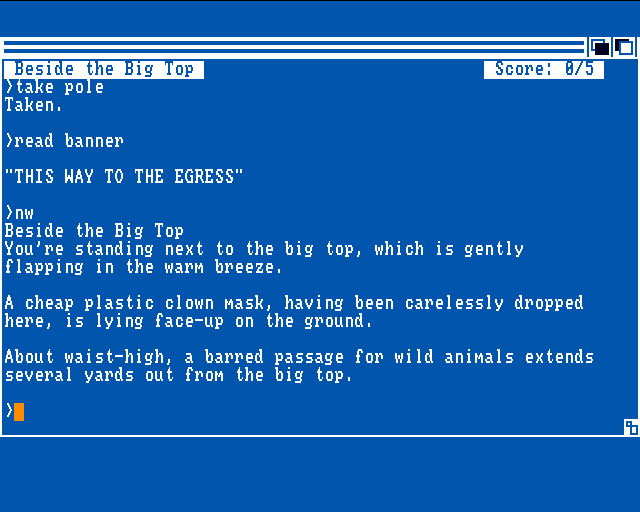 Beside the Big Top Score: 0/5
>take pole
Taken.
>read banner
"THIS WAY TO THE EGRESS"
>nw
Beside the Big Top
You're standing next to the big top, which is gently
flapping in the warm breeze.
A cheap plastic clown mask, having been carelessly dropped
here, is lying face-up on the ground.
About waist-high, a barred passage for wild animals extends
several yards out from the big top.
>